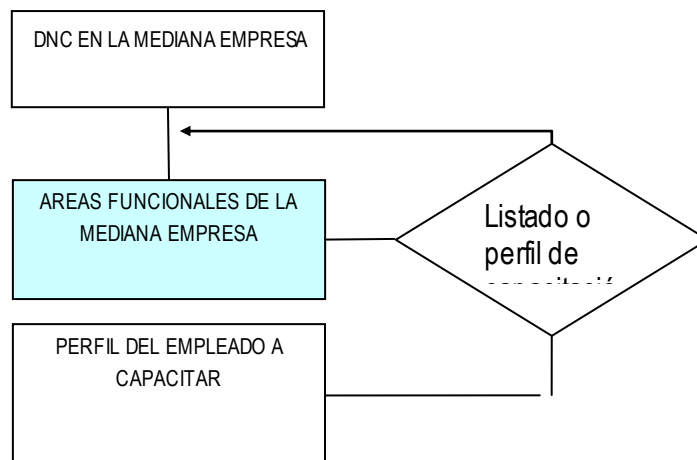 DNC EN LA MEDIANA EMPRESA
AREAS FUNCIONALES DE LA
MEDIANA EMPRESA
Listado o
perfil de
PERFIL DEL EMPLEADO A
CAPACITAR